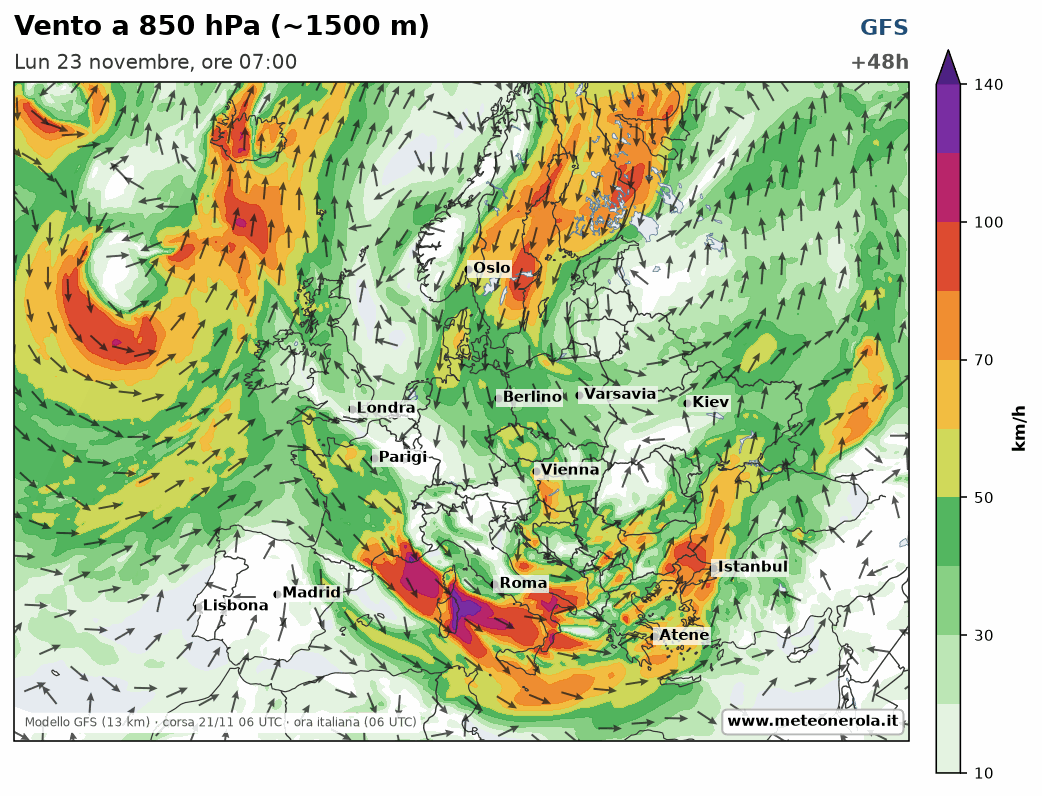 Vento a 850 hPa (~1500 m)
GFS
Lun 23 novembre, ore 07:00
+48h
140
100
70
50
30
10
km/h
Oslo
Berlino
Varsavia
Kiev
Londra
Parigi
Vienna
Istanbul
Roma
Madrid
Lisbona
Atene
Modello GFS (13 km) · corsa 21/11 06 UTC · ora italiana (06 UTC)
www.meteonerola.it